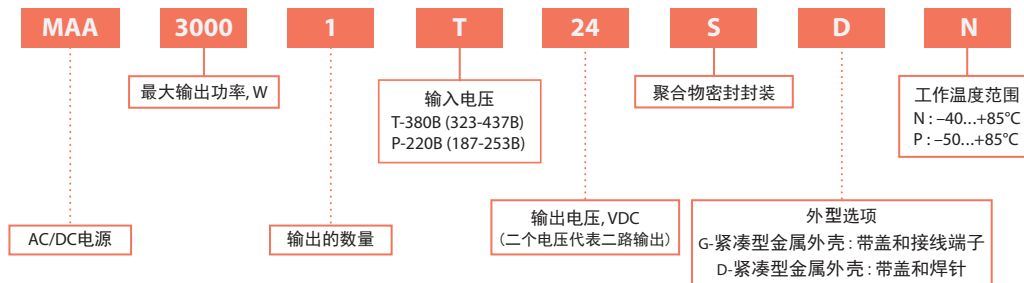 MAA 3000 1 T 24 S D N
最大输出功率, W
输入电压
T-380B (323-437B)
P-220B (187-253B)
聚合物密封封装
工作温度范围
N : –40...+85°C
P : –50...+85°C
AC/DC电源
输出的数量
输出电压, VDC
(二个电压代表二路输出)
外型选项
G-紧凑型金属外壳 : 带盖和接线端子
D-紧凑型金属外壳 : 带盖和焊针